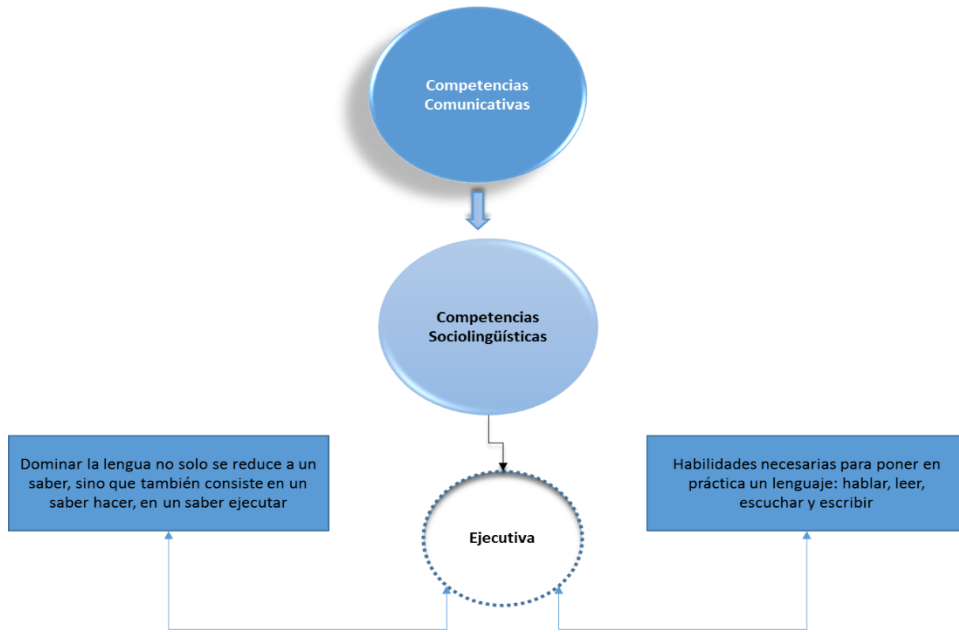 Competencias
Comunicativas
Competencias
Sociolingüísticas
Dominar la lengua no solo se reduce a un
saber, sino que también consiste en un
saber hacer, en un saber ejecutar
Habilidades necesarias para poner en
práctica un lenguaje: hablar, leer,
escuchar y escribir
Ejecutiva